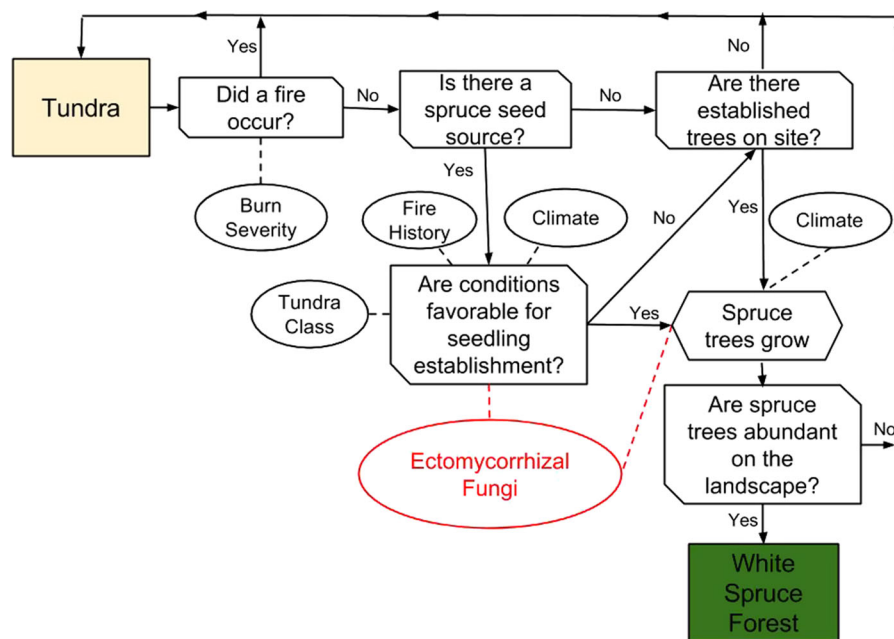 Yes
No
Tundra
Did a fire
occur?
No
Is there a
spruce seed
source?
No
Are there
established
trees on site?
Yes
Burn
Severity
Fire
History
Climate
No
Yes
Climate
Tundra
Class
Are conditions
favorable for
seedling
establishment?
Yes
Spruce
trees grow
Ectomycorrhizal
Fungi
Are spruce
trees abundant
on the
landscape?
No
Yes
White
Spruce
Forest